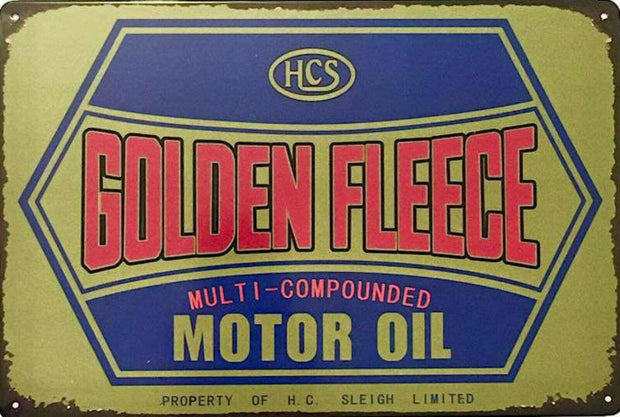 HCS
GOLDEN FLEECE
MULTI-COMPOUNDED
MOTOR OIL
PROPERTY OF H.C. SLEIGH LIMITED